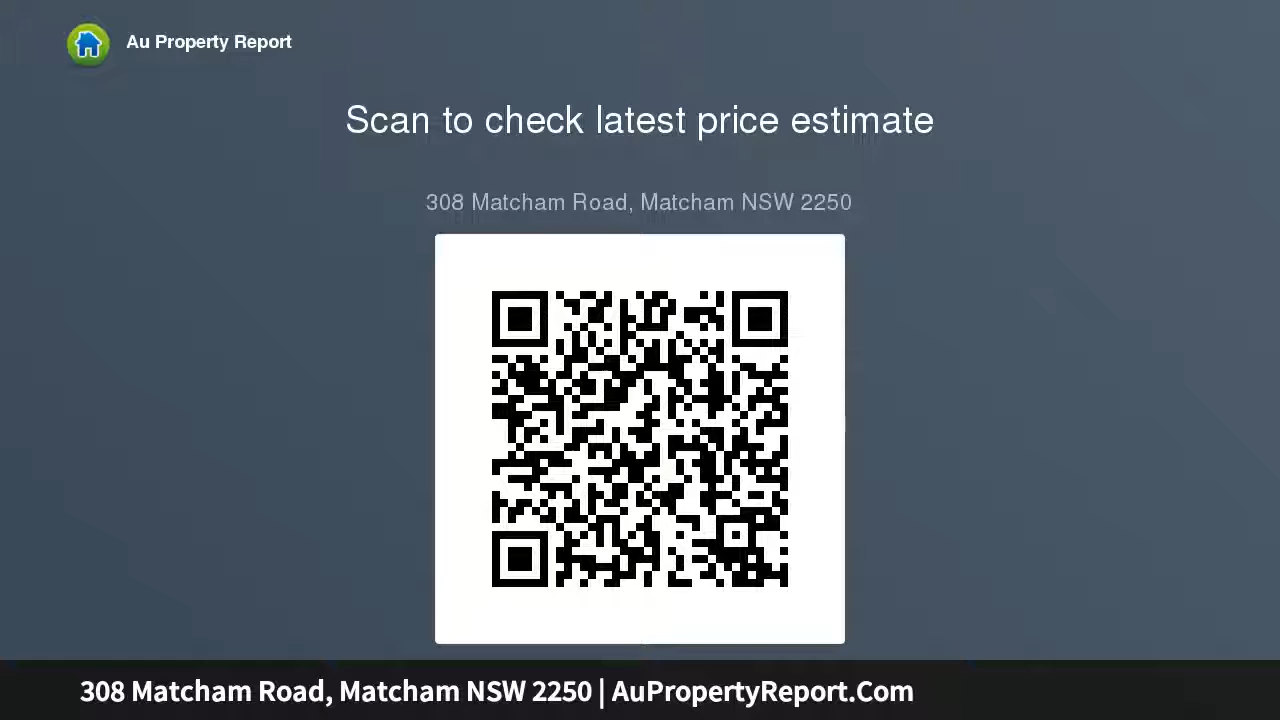 Au Property Report
Scan to check latest price estimate
308 Matcham Road, Matcham NSW 2250
308 Matcham Road, Matcham NSW 2250 | AuPropertyReport.Com